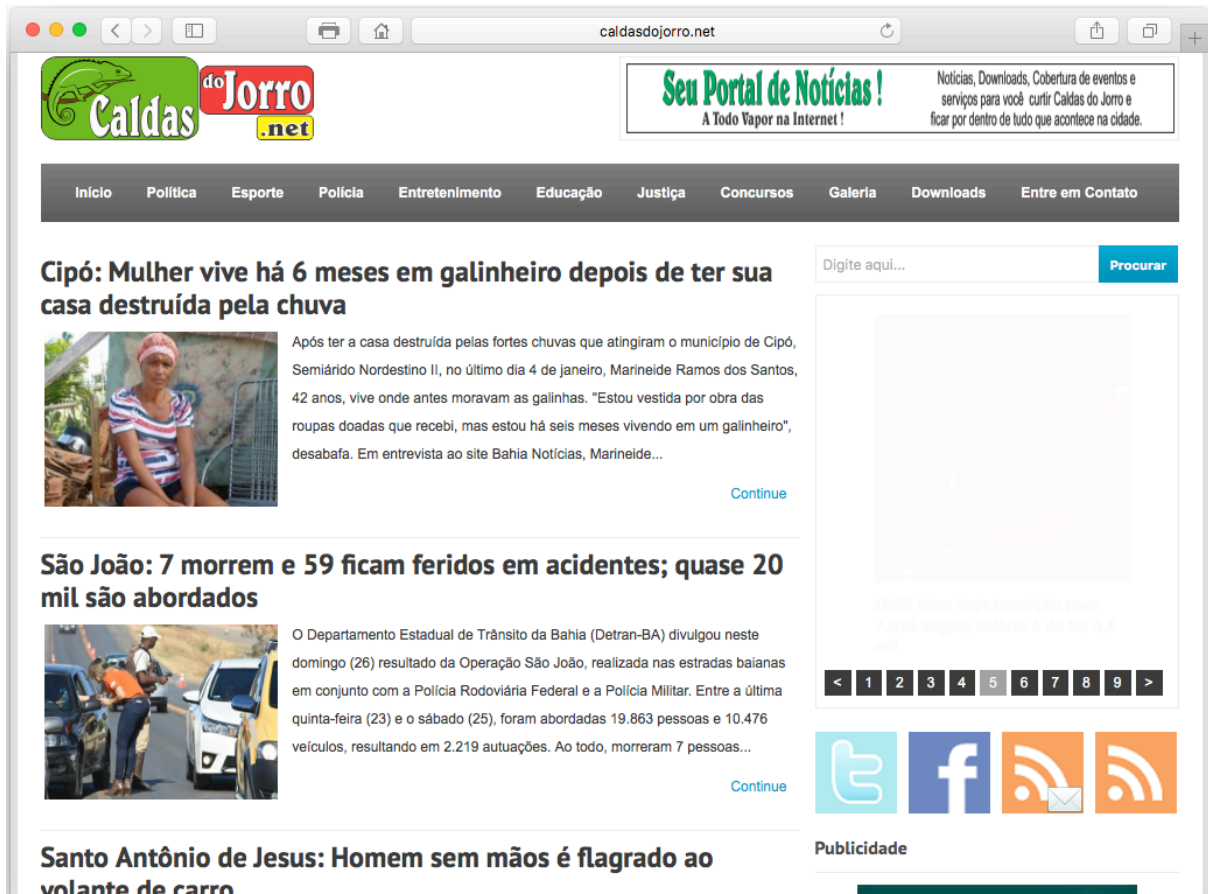 caldasdojorro.net
Caldas do Jorro .net
Seu Portal de Notícias !
A Todo Vapor na Internet !
Notícias, Downloads, Cobertura de eventos e
serviços para você curtir Caldas do Jorro e
ficar por dentro de tudo que acontece na cidade.
Início Política Esporte Polícia Entretenimento Educação Justiça Concursos Galeria Downloads Entre em Contato
Cipó: Mulher vive há 6 meses em galinheiro depois de ter sua
casa destruída pela chuva
Após ter a casa destruída pelas fortes chuvas que atingiram o município de Cipó,
Semiárido Nordestino II, no último dia 4 de janeiro, Marineide Ramos dos Santos,
42 anos, vive onde antes moravam as galinhas. "Estou vestida por obra das
roupas doadas que recebi, mas estou há seis meses vivendo em um galinheiro",
desabafa. Em entrevista ao site Bahia Notícias, Marineide...
Continue
São João: 7 morrem e 59 ficam feridos em acidentes; quase 20
mil são abordados
O Departamento Estadual de Trânsito da Bahia (Detran-BA) divulgou neste
domingo (26) resultado da Operação São João, realizada nas estradas baianas
em conjunto com a Polícia Rodoviária Federal e a Polícia Militar. Entre a última
quinta-feira (23) e o sábado (25), foram abordadas 19.863 pessoas e 10.476
veículos, resultando em 2.219 autuações. Ao todo, morreram 7 pessoas...
Continue
Santo Antônio de Jesus: Homem sem mãos é flagrado ao
volante de carro
Digite aqui...
Procurar
< 1 2 3 4 5 6 7 8 9 >
Publicidade